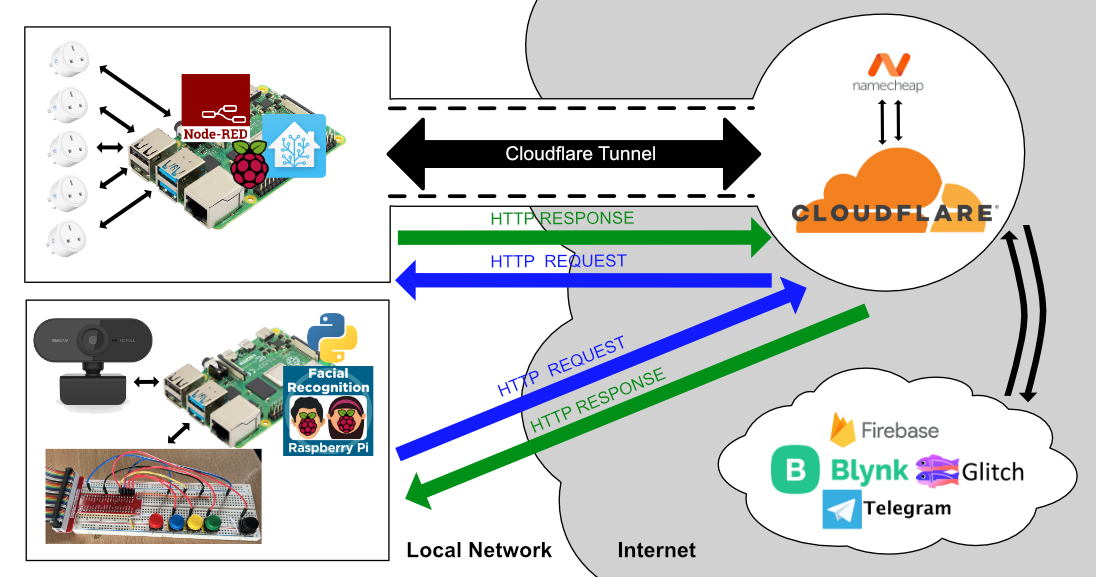 Node-RED
Cloudflare Tunnel
namecheap
CLOUDFLARE®
HTTP RESPONSE
HTTP REQUEST
HTTP REQUEST
HTTP RESPONSE
Facial
Recognition
Raspberry Pi
Firebase
B Blynk
Glitch
Telegram
Local Network
Internet